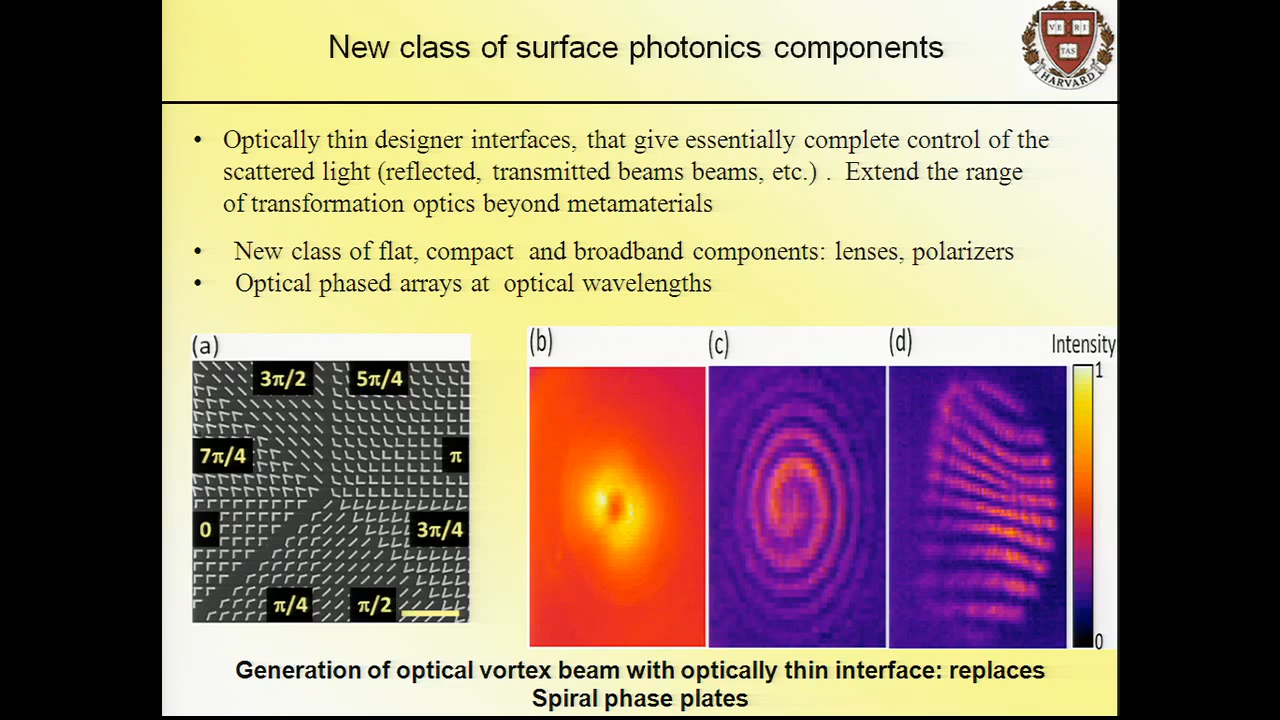 New class of surface photonics components
VE RI
TAS
HARVARD
• Optically thin designer interfaces, that give essentially complete control of the
scattered light (reflected, transmitted beams beams, etc.) . Extend the range
of transformation optics beyond metamaterials
• New class of flat, compact and broadband components: lenses, polarizers
• Optical phased arrays at optical wavelengths
(a)
3π/2 5π/4
7π/4 π
0 3π/4
π/4 π/2
(b) (c) (d) Intensity
1
0
Generation of optical vortex beam with optically thin interface: replaces
Spiral phase plates